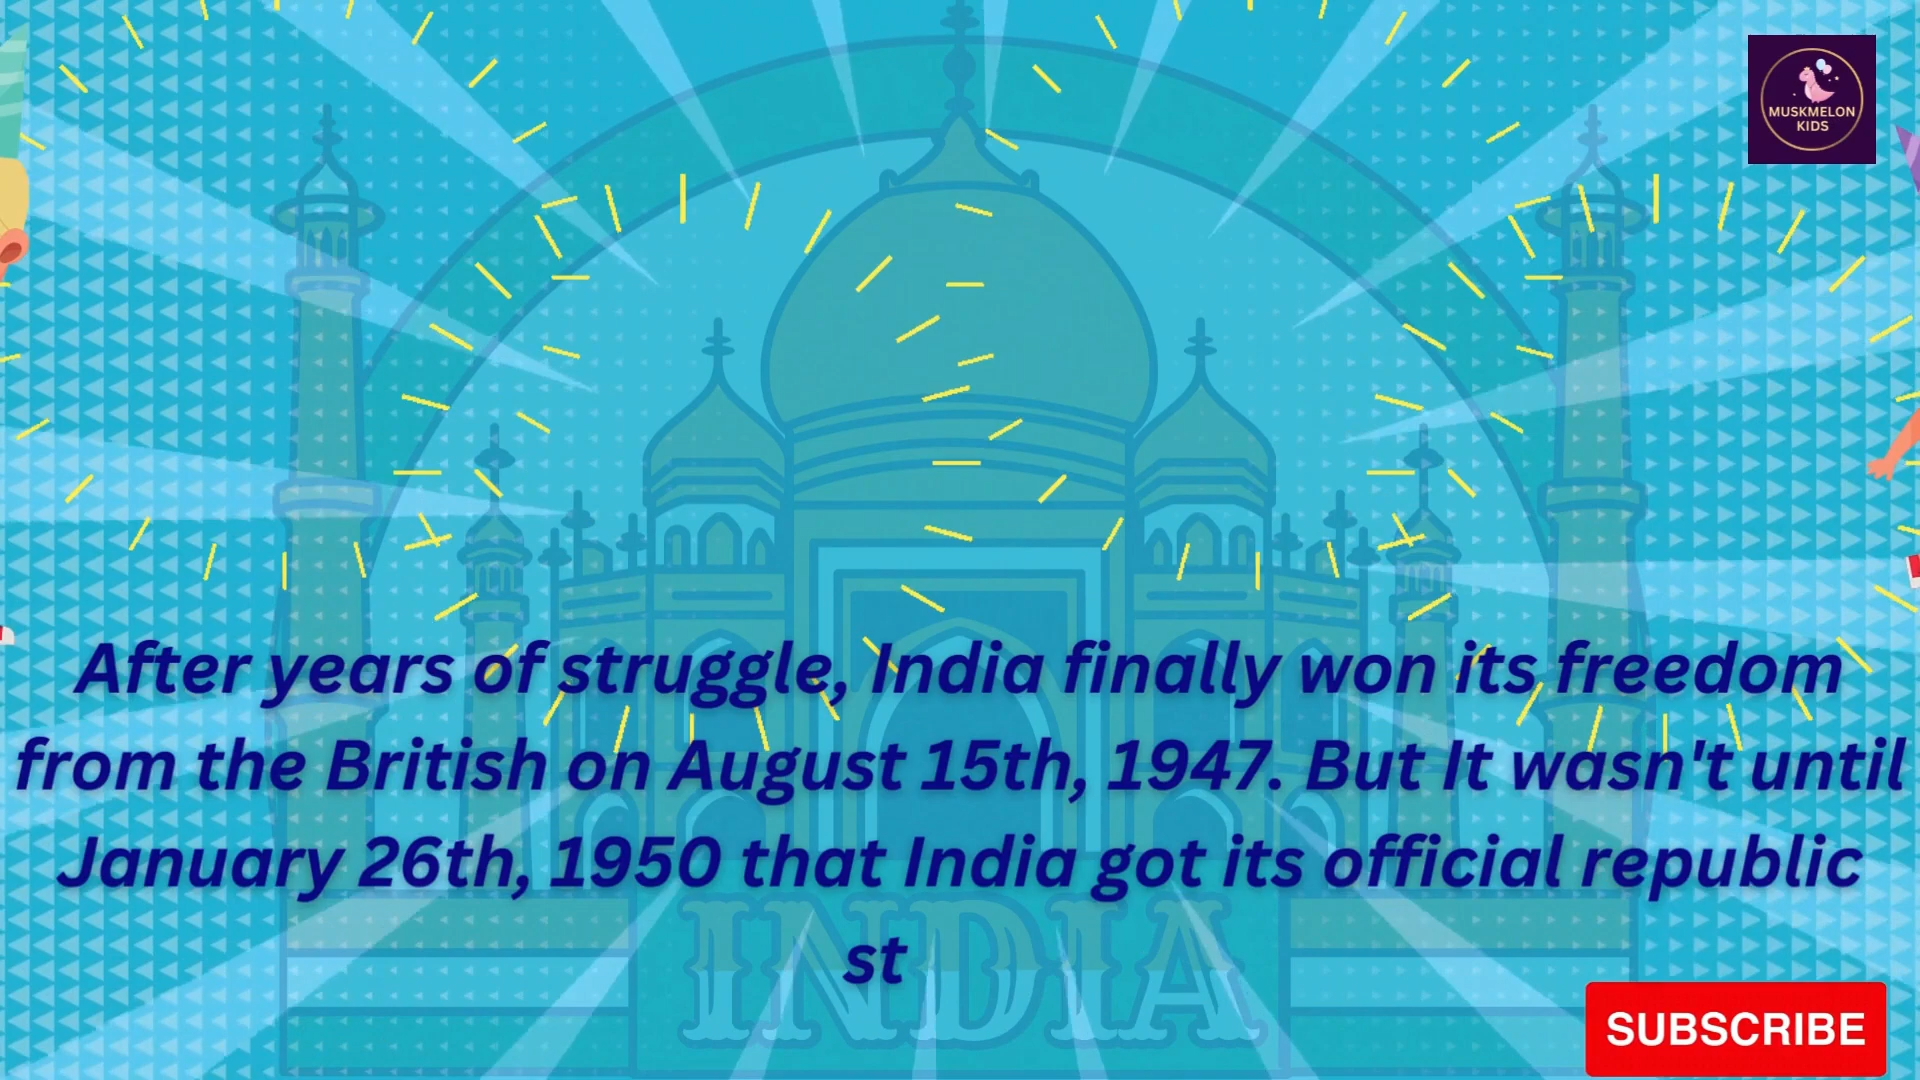 MUSKMELON
KIDS
After years of struggle, India finally won its freedom
from the British on August 15th, 1947. But It wasn't until
January 26th, 1950 that India got its official republic
st
INDIA
SUBSCRIBE